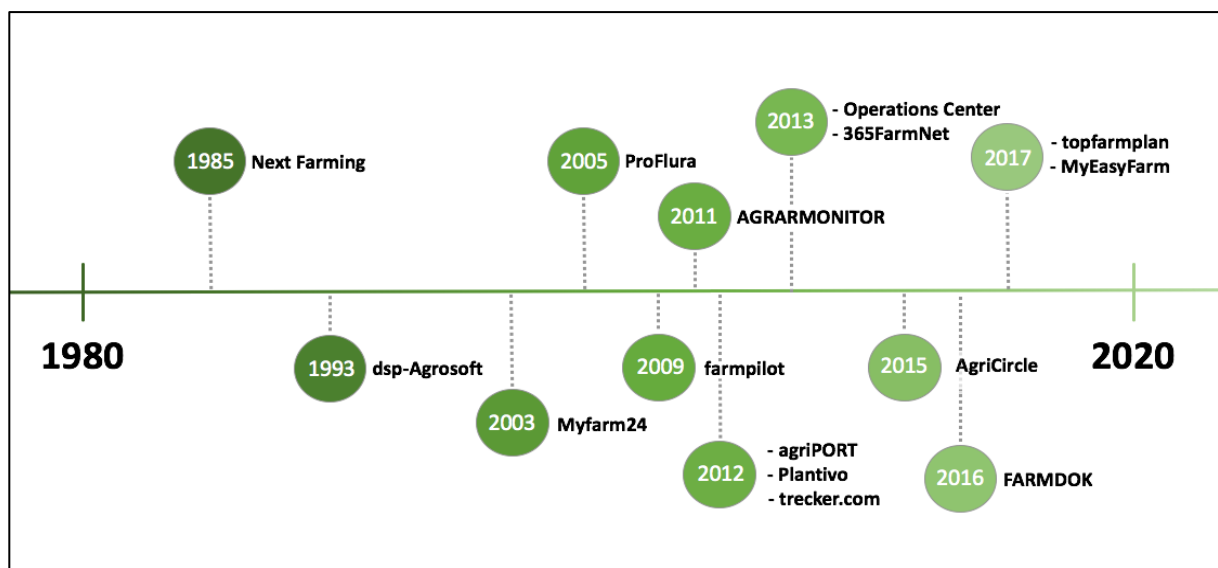 1985 Next Farming
2005 ProFlura
2011 AGRARMONITOR
2013
- Operations Center
- 365FarmNet
2017
- topfarmplan
- MyEasyFarm
1980
2020
1993 dsp-Agrosoft
2003 Myfarm24
2009 farmpilot
2012
- agriPORT
- Plantivo
- trecker.com
2015 AgriCircle
2016 FARMDOK